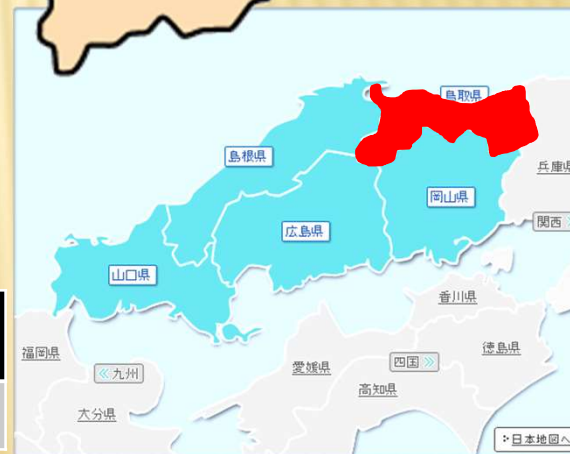 鳥取県
島根県
兵庫県
岡山県
関西
広島県
山口県
香川県
福岡県
徳島県
四国
愛媛県
九州
高知県
大分県
日本地図へ